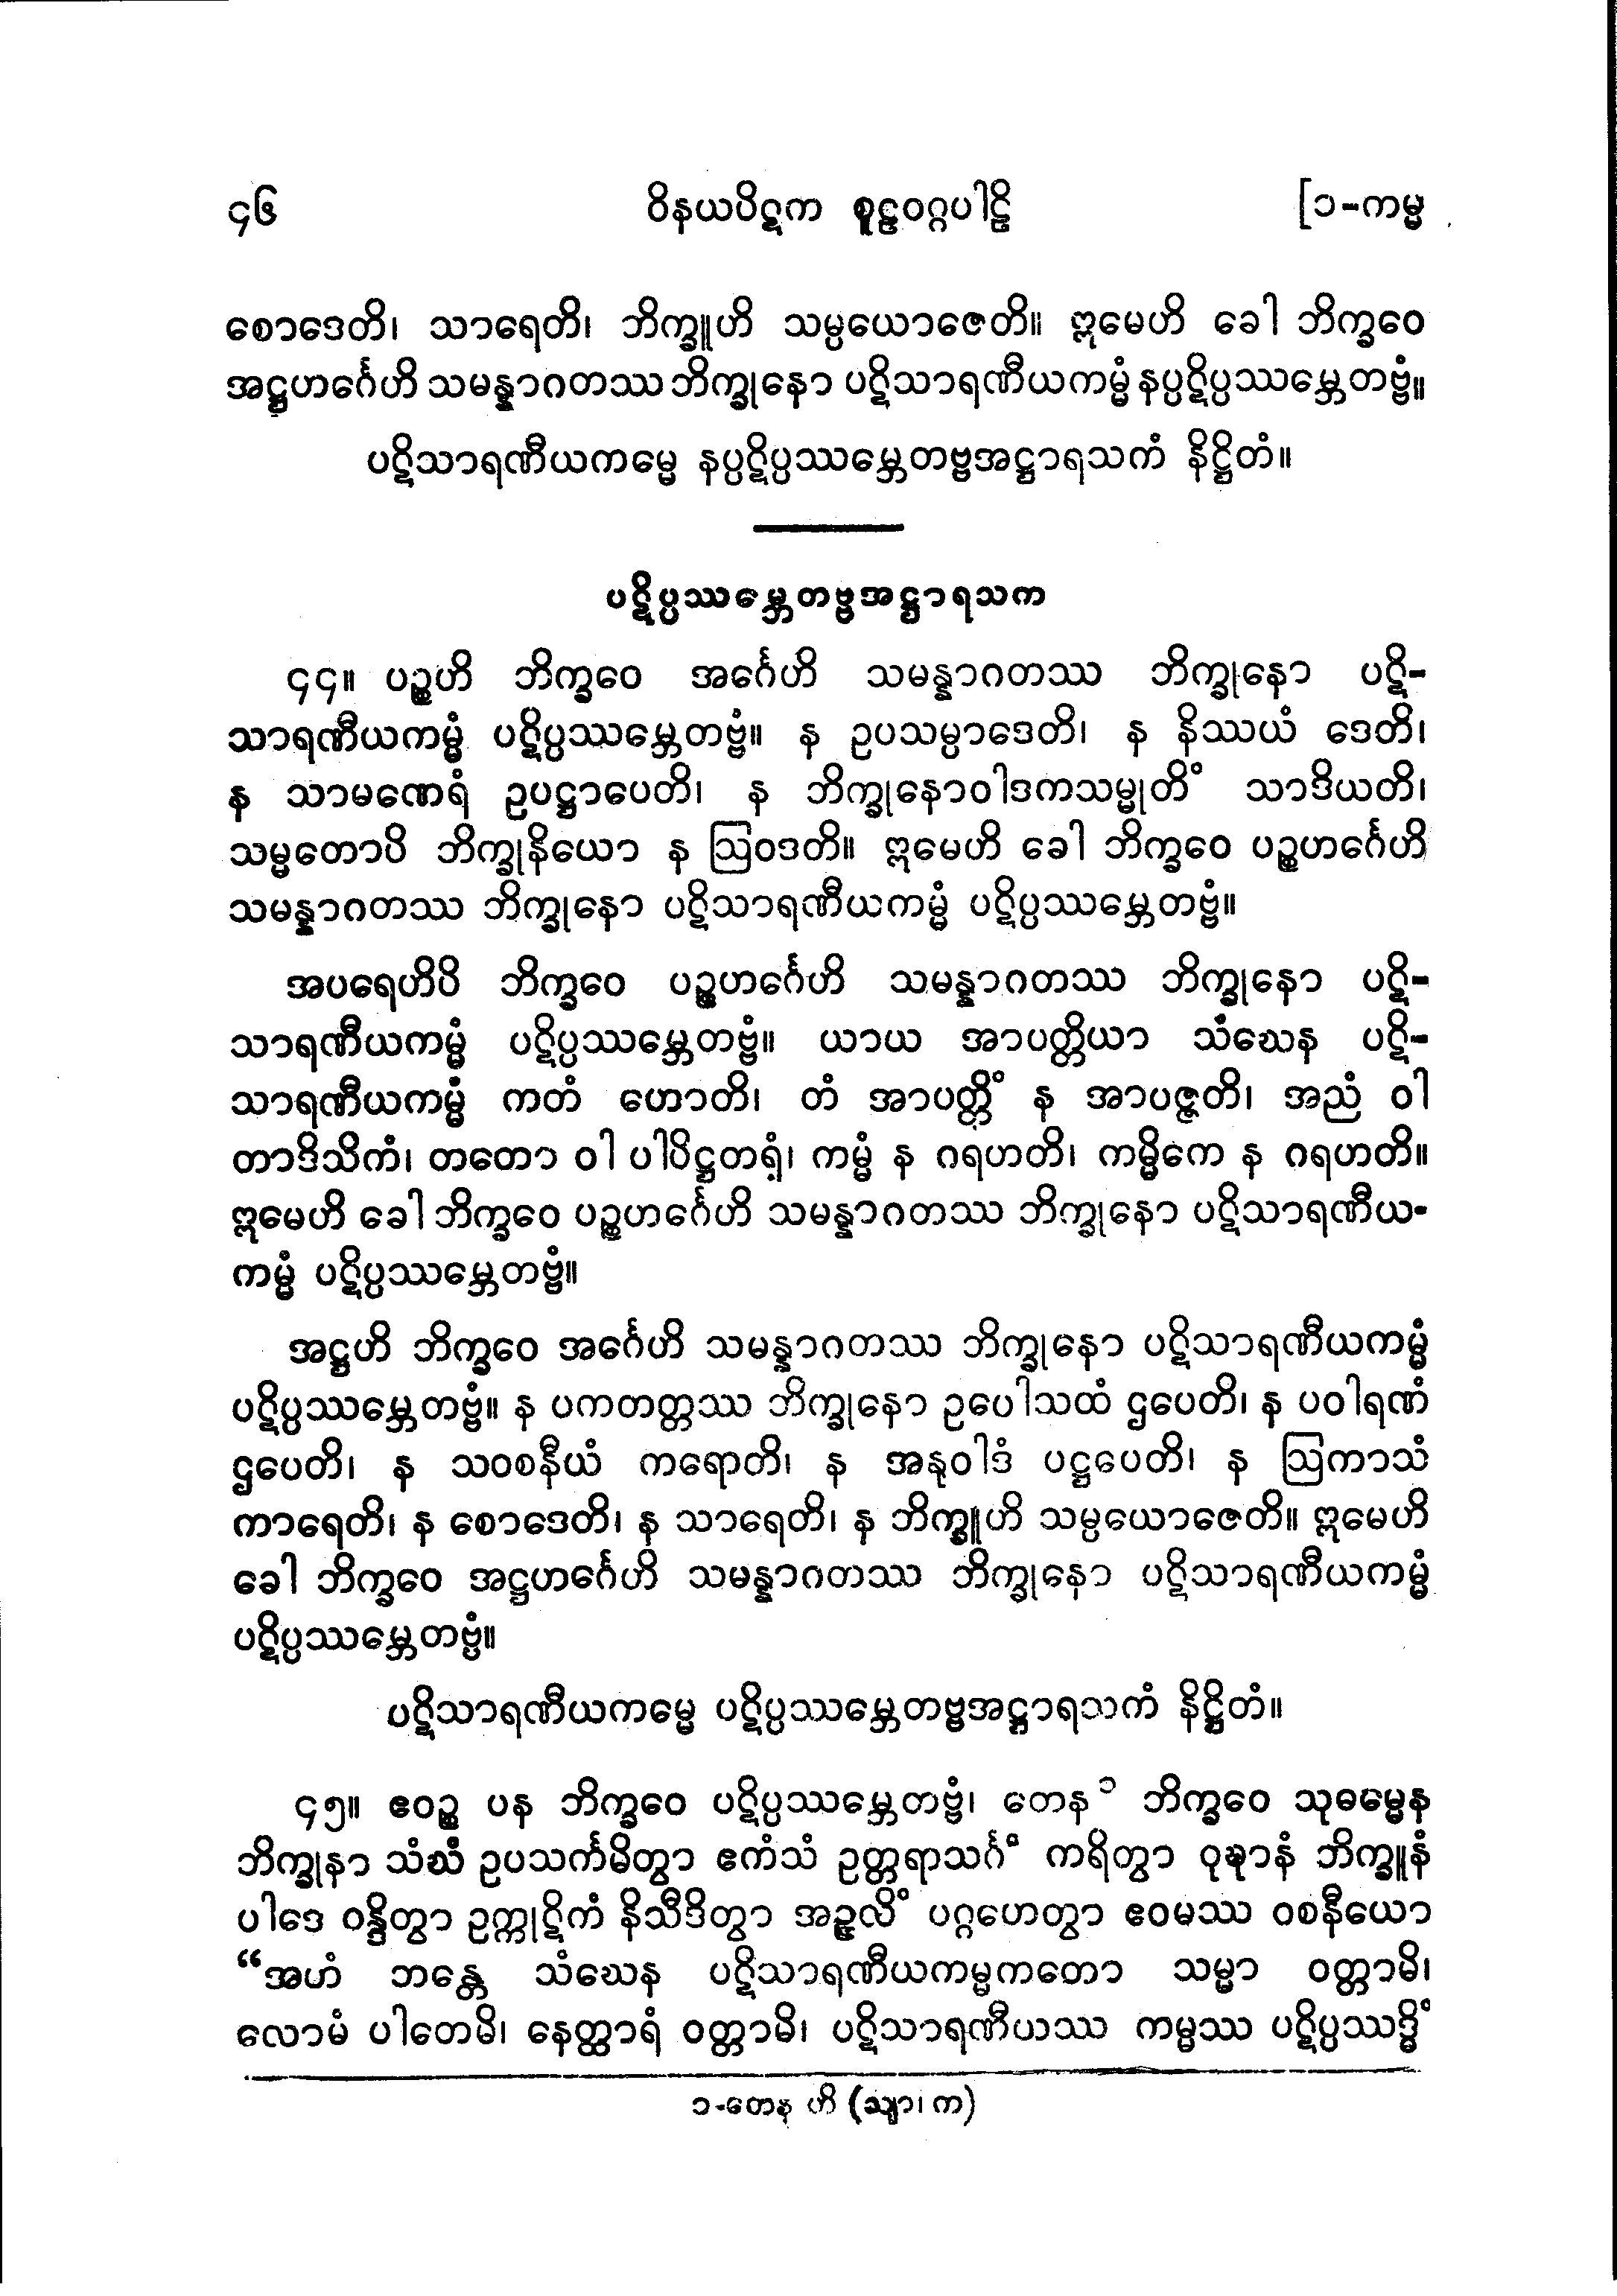 ၄၆ ဝိနယပိဋက စူဠဝဂ္ဂပါဠိ [၁-ကမ္မ
စောဒေတိ၊ သာရေတိ၊ ဘိက္ခူဟိ သမ္ပယောဇေတိ။ ဣမေဟိ ခေါ ဘိက္ခဝေ
အဋ္ဌဟင်္ဂေဟိ သမန္နာဂတဿ ဘိက္ခုနော ပဋိသာရဏီယကမ္မံ နပ္ပဋိပ္ပဿမ္ဘေတဗ္ဗံ။
ပဋိသာရဏီယကမ္မေ နပ္ပဋိပ္ပဿမ္ဘေတဗ္ဗအဋ္ဌာရသကံ နိဋ္ဌိတံ။
ပဋိပ္ပဿမ္ဘေတဗ္ဗအဋ္ဌာရသက
၄၄။ ပဉ္စဟိ ဘိက္ခဝေ အင်္ဂေဟိ သမန္နာဂတဿ ဘိက္ခုနော ပဋိ-
သာရဏီယကမ္မံ ပဋိပ္ပဿမ္ဘေတဗ္ဗံ။ န ဥပသမ္ပာဒေတိ၊ န နိဿယံ ဒေတိ၊
န သာမဏေရံ ဥပဋ္ဌာပေတိ၊ န ဘိက္ခုနောဝါဒကသမ္မုတိံ သာဒိယတိ၊
သမ္မတောပိ ဘိက္ခုနိယော န ဩဝဒတိ။ ဣမေဟိ ခေါ ဘိက္ခဝေ ပဉ္စဟင်္ဂေဟိ
သမန္နာဂတဿ ဘိက္ခုနော ပဋိသာရဏီယကမ္မံ ပဋိပ္ပဿမ္ဘေတဗ္ဗံ။
အပရေဟိပိ ဘိက္ခဝေ ပဉ္စဟင်္ဂေဟိ သမန္နာဂတဿ ဘိက္ခုနော ပဋိ-
သာရဏီယကမ္မံ ပဋိပ္ပဿမ္ဘေတဗ္ဗံ။ ယာယ အာပတ္တိယာ သံဃေန ပဋိ-
သာရဏီယကမ္မံ ကတံ ဟောတိ၊ တံ အာပတ္တိံ န အာပဇ္ဇတိ၊ အညံ ဝါ
တာဒိသိကံ၊ တတော ဝါ ပါပိဋ္ဌတရံ၊ ကမ္မံ န ဂရဟတိ၊ ကမ္မိကေ န ဂရဟတိ။
ဣမေဟိ ခေါ ဘိက္ခဝေ ပဉ္စဟင်္ဂေဟိ သမန္နာဂတဿ ဘိက္ခုနော ပဋိသာရဏီယ-
ကမ္မံ ပဋိပ္ပဿမ္ဘေတဗ္ဗံ။
အဋ္ဌဟိ ဘိက္ခဝေ အင်္ဂေဟိ သမန္နာဂတဿ ဘိက္ခုနော ပဋိသာရဏီယကမ္မံ
ပဋိပ္ပဿမ္ဘေတဗ္ဗံ။ န ပကတတ္တဿ ဘိက္ခုနော ဥပေါသထံ ဌပေတိ၊ န ပဝါရဏံ
ဌပေတိ၊ န သဝစနီယံ ကရောတိ၊ န အနုဝါဒံ ပဋ္ဌပေတိ၊ န ဩကာသံ
ကာရေတိ၊ န စောဒေတိ၊ န သာရေတိ၊ န ဘိက္ခူဟိ သမ္ပယောဇေတိ။ ဣမေဟိ
ခေါ ဘိက္ခဝေ အဋ္ဌဟင်္ဂေဟိ သမန္နာဂတဿ ဘိက္ခုနော ပဋိသာရဏီယကမ္မံ
ပဋိပ္ပဿမ္ဘေတဗ္ဗံ။
ပဋိသာရဏီယကမ္မေ ပဋိပ္ပဿမ္ဘေတဗ္ဗအဋ္ဌာရသကံ နိဋ္ဌိတံ။
၄၅။ ဧဝဉ္စ ပန ဘိက္ခဝေ ပဋိပ္ပဿမ္ဘေတဗ္ဗံ၊ တေန ၁ ဘိက္ခဝေ သုဓမ္မေန
ဘိက္ခုနာ သံဃံ ဥပသင်္ကမိတွာ ဧကံသံ ဥတ္တရာသင်္ဂံ ကရိတွာ ဝုဍ္ဎာနံ ဘိက္ခူနံ
ပါဒေ ဝန္ဒိတွာ ဥက္ကုဋိကံ နိသီဒိတွာ အဉ္ဇလိံ ပဂ္ဂဟေတွာ ဧဝမဿ ဝစနီယော
“အဟံ ဘန္တေ သံဃေန ပဋိသာရဏီယကမ္မကတော သမ္မာ ဝတ္တာမိ၊
လောမံ ပါတေမိ၊ နေတ္ထာရံ ဝတ္တာမိ၊ ပဋိသာရဏီယဿ ကမ္မဿ ပဋိပ္ပဿဒ္ဓိံ
၁-တေန ဟိ (သျာ၊ က)